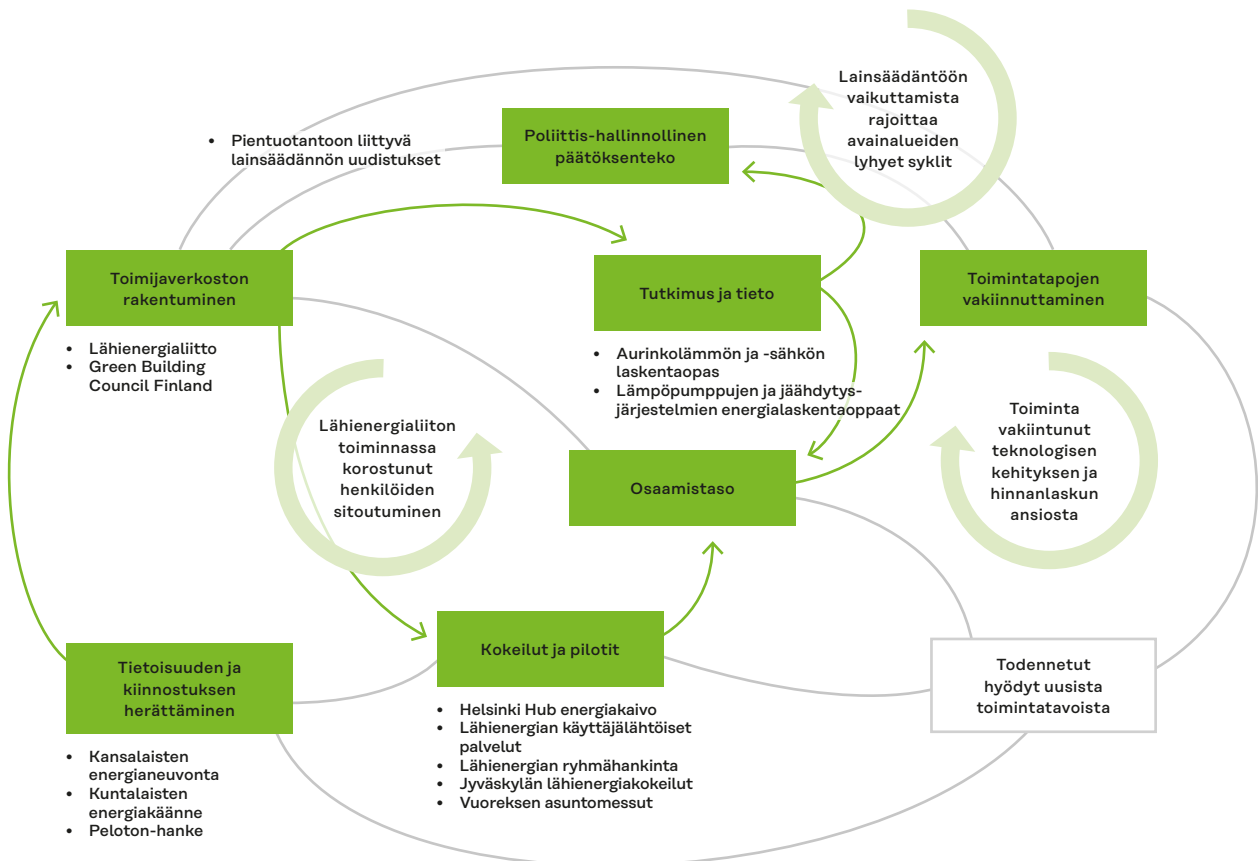 Lainsäädäntöön
vaikuttamista
rajoittaa
avainalueiden
lyhyet syklit
• Pientuotantoon liittyvä
lainsäädännön uudistukset
Poliittis-hallinnollinen
päätöksenteko
Toimijaverkoston
rakentuminen
• Lähienergialiitto
• Green Building
Council Finland
Tutkimus ja tieto
• Aurinkolämmön ja -sähkön
laskentaopas
• Lämpöpumppujen ja jäähdytys-
järjestelmien energialaskentaoppaat
Toimintatapojen
vakiinnuttaminen
Lähienergialiiton
toiminnassa
korostunut
henkilöiden
sitoutuminen
Osaamistaso
Toiminta
vakiintunut
teknologisen
kehityksen ja
hinnanlaskun
ansiosta
Tietoisuuden ja
kiinnostuksen
herättäminen
• Kansalaisten
energianeuvonta
• Kuntalaisten
energiakäänne
• Peloton-hanke
Kokeilut ja pilotit
• Helsinki Hub energiakaivo
• Lähienergian käyttäjälähtöiset
palvelut
• Lähienergian ryhmähankinta
• Jyväskylän lähienergiakokeilut
• Vuoreksen asuntomessut
Todennetut
hyödyt uusista
toimintatavoista